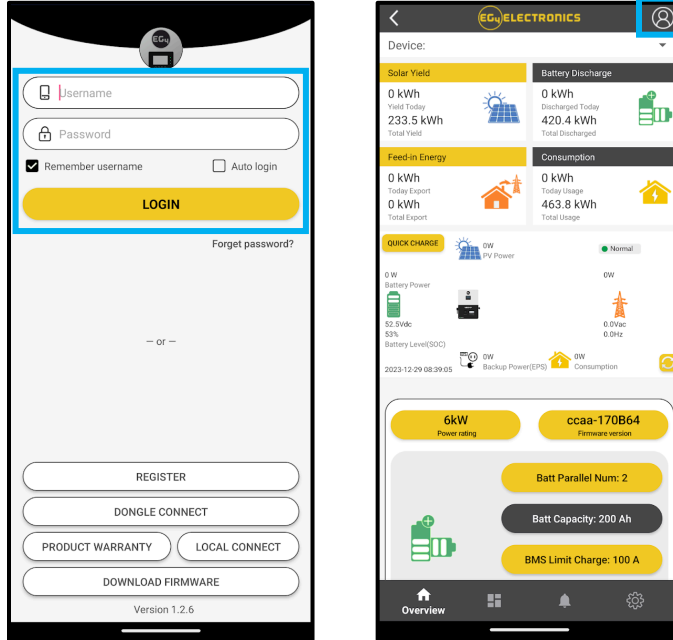 EG4
Username
Password
Remember username
Auto login
LOGIN
Forget password?
— or —
REGISTER
DONGLE CONNECT
PRODUCT WARRANTY
LOCAL CONNECT
DOWNLOAD FIRMWARE
Version 1.2.6
EG4 ELECTRONICS
Device:
Solar Yield
Battery Discharge
0 kWh
Yield Today
233.5 kWh
Total Yield
0 kWh
Discharged Today
420.4 kWh
Total Discharged
Feed-in Energy
Consumption
0 kWh
Today Export
0 kWh
Total Export
0 kWh
Today Usage
463.8 kWh
Total Usage
QUICK CHARGE
0W
PV Power
Normal
0 W
Battery Power
0W
52.5Vdc
53%
Battery Level(SOC)
0.0Vac
0.0Hz
2023-12-29 08:39:05
0W
Backup Power(EPS)
0W
Consumption
6kW
Power rating
ccaa-170B64
Firmware version
Batt Parallel Num: 2
Batt Capacity: 200 Ah
BMS Limit Charge: 100 A
Overview